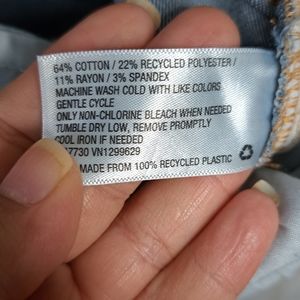 64% COTTON / 22% RECYCLED POLYESTER /
11% RAYON / 3% SPANDEX
MACHINE WASH COLD WITH LIKE COLORS
GENTLE CYCLE
ONLY NON-CHLORINE BLEACH WHEN NEEDED
TUMBLE DRY LOW, REMOVE PROMPTLY
COOL IRON IF NEEDED
7730 VN1299629
MADE FROM 100% RECYCLED PLASTIC